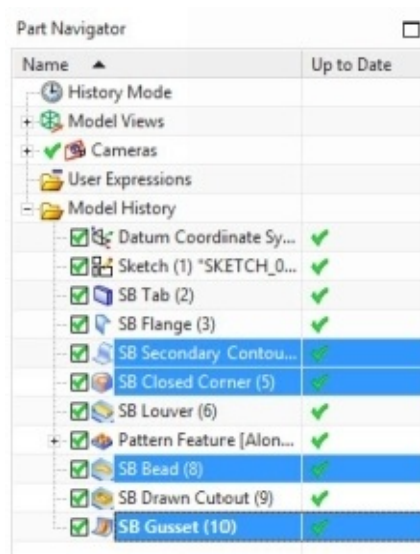 Part Navigator
Name Up to Date
History Mode
Model Views
Cameras
User Expressions
Model History
Datum Coordinate Sy...
Sketch (1) "SKETCH_0...
SB Tab (2)
SB Flange (3)
SB Secondary Contou...
SB Closed Corner (5)
SB Louver (6)
Pattern Feature [Alon...
SB Bead (8)
SB Drawn Cutout (9)
SB Gusset (10)